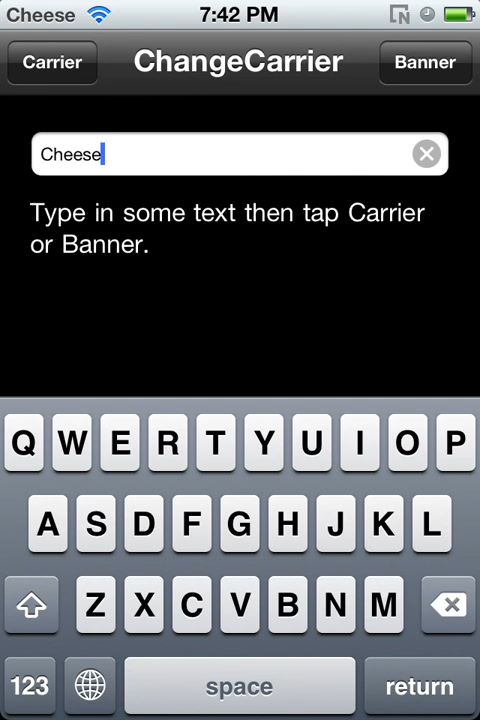 Cheese 7:42 PM
Carrier ChangeCarrier Banner
Cheese
Type in some text then tap Carrier
or Banner.
Q W E R T Y U I O P
A S D F G H J K L
Z X C V B N M
123 space return